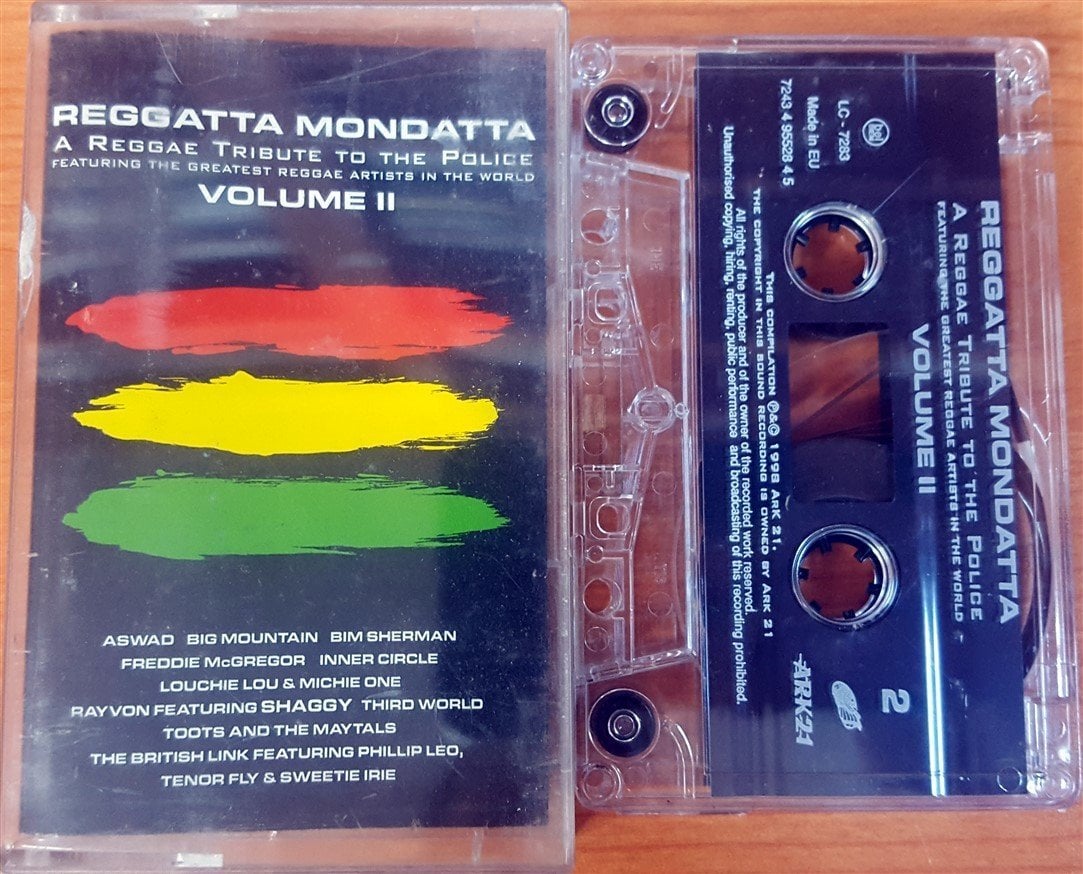 REGGATTA MONDATTA
A REGGAE TRIBUTE TO THE POLICE
FEATURING THE GREATEST REGGAE ARTISTS IN THE WORLD
VOLUME II
ASWAD BIG MOUNTAIN BIM SHERMAN
FREDDIE McGREGOR INNER CIRCLE
LOUCHIE LOU & MICHIE ONE
RAYVON FEATURING SHAGGY THIRD WORLD
TOOTS AND THE MAYTALS
THE BRITISH LINK FEATURING PHILLIP LEO,
TENOR FLY & SWEETIE IRIE
REGGATTA MONDATTA
A REGGAE TRIBUTE TO THE POLICE
FEATURING THE GREATEST REGGAE ARTISTS IN THE WORLD
VOLUME II
2
ARK21
LC - 7283
Made in EU
7243 4 95528 4 5
THIS COMPILATION ℗&© 1998 ARK 21.
THE COPYRIGHT IN THIS SOUND RECORDING IS OWNED BY ARK 21
All rights of the producer and of the owner of the recorded work reserved.
Unauthorised copying, hiring, renting, public performance and broadcasting of this recording prohibited.